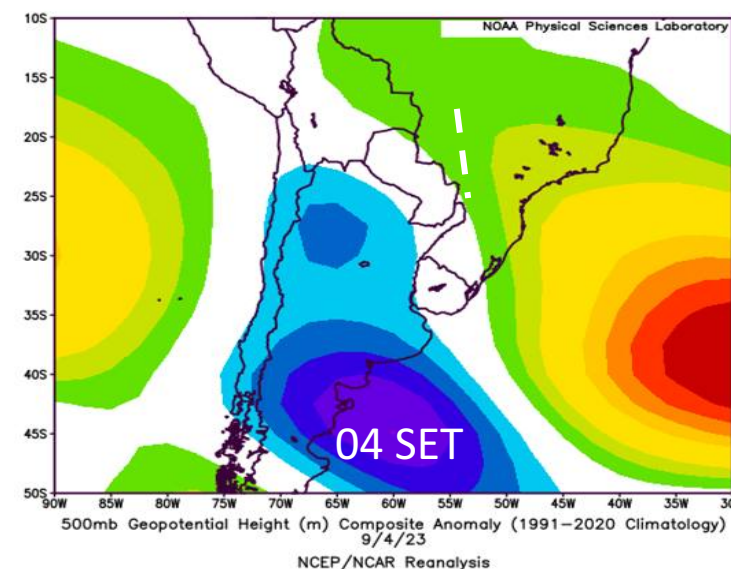 NOAA Physical Sciences Laboratory
10S
15S
20S
25S
30S
35S
40S
45S
50S
04 SET
90W 85W 80W 75W 70W 65W 60W 55W 50W 45W 40W 35W 30W
500mb Geopotential Height (m) Composite Anomaly (1991−2020 Climatology)
9/4/23
NCEP/NCAR Reanalysis